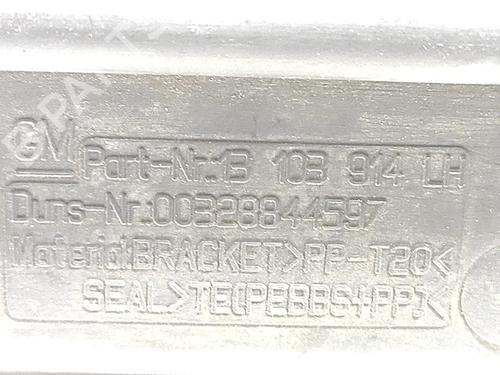 GM Part-Nr.:13 103 914 LH
Duns-Nr.:00328844597
Material:BRACKET>PP-T20<
SEAL>TE(PEBBS+PP)<